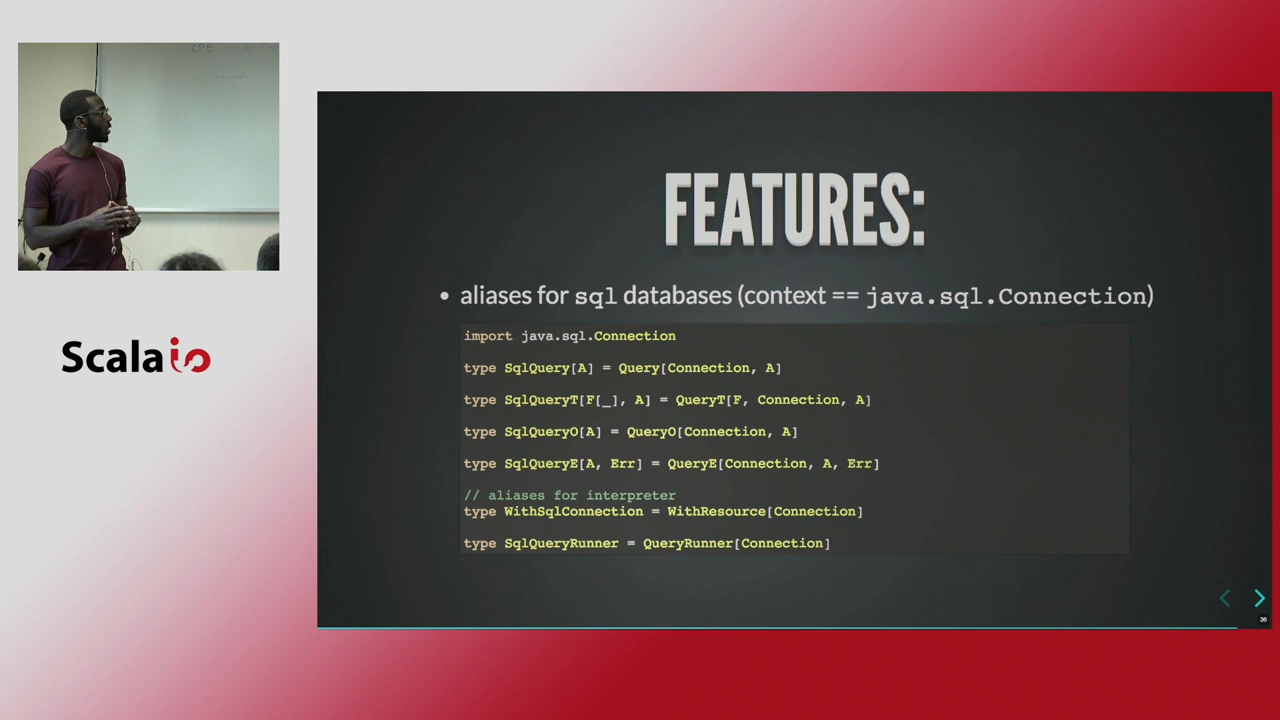 CPE
Scala.io
FEATURES:
• aliases for sql databases (context == java.sql.Connection)
import java.sql.Connection
type SqlQuery[A] = Query[Connection, A]
type SqlQueryT[F[_], A] = QueryT[F, Connection, A]
type SqlQueryO[A] = QueryO[Connection, A]
type SqlQueryE[A, Err] = QueryE[Connection, A, Err]
// aliases for interpreter
type WithSqlConnection = WithResource[Connection]
type SqlQueryRunner = QueryRunner[Connection]
36